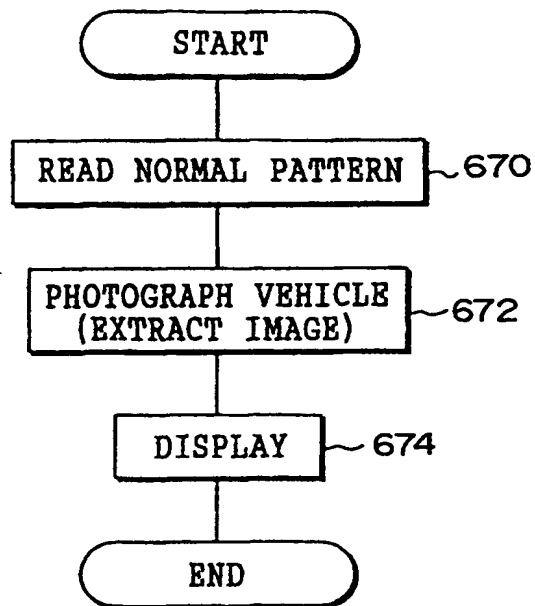 START
READ NORMAL PATTERN
670
PHOTOGRAPH VEHICLE
(EXTRACT IMAGE)
672
DISPLAY
674
END